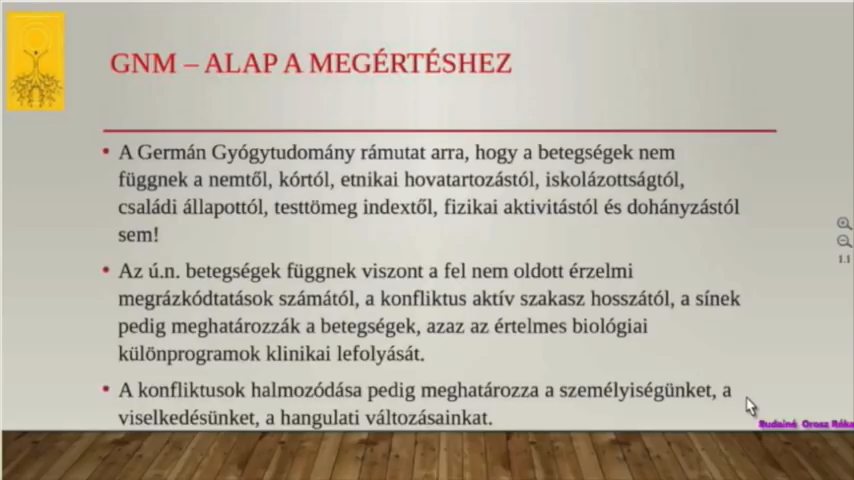 GNM – ALAP A MEGÉRTÉSHEZ
• A Germán Gyógytudomány rámutat arra, hogy a betegségek nem
függnek a nemtől, kórtól, etnikai hovatartozástól, iskolázottságtól,
családi állapottól, testtömeg indextől, fizikai aktivitástól és dohányzástól
sem!
• Az ú.n. betegségek függnek viszont a fel nem oldott érzelmi
megrázkódtatások számától, a konfliktus aktív szakasz hosszától, a sínek
pedig meghatározzák a betegségek, azaz az értelmes biológiai
különprogramok klinikai lefolyását.
• A konfliktusok halmozódása pedig meghatározza a személyiségünket, a
viselkedésünket, a hangulati változásainkat.
1.1
Budainé Orosz Réka